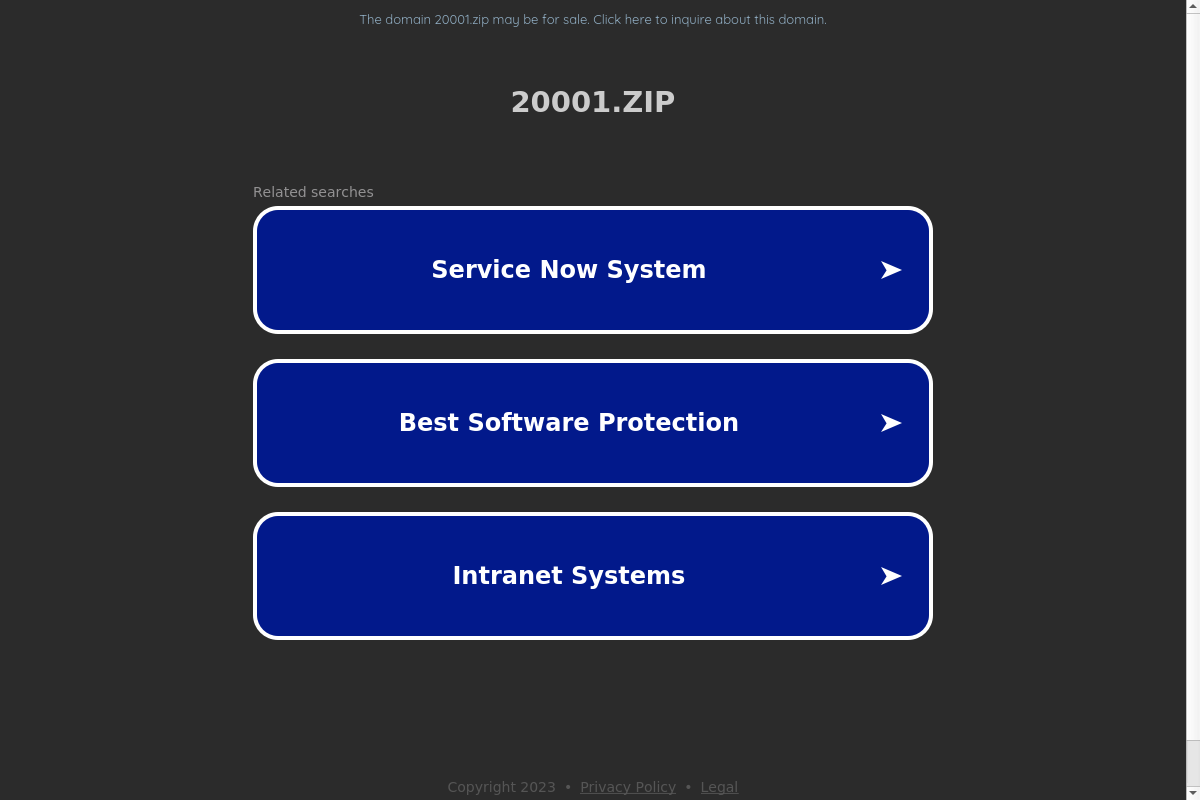 The domain 20001.zip may be for sale. Click here to inquire about this domain.
20001.ZIP
Related searches
Service Now System
Best Software Protection
Intranet Systems
Copyright 2023 • Privacy Policy • Legal